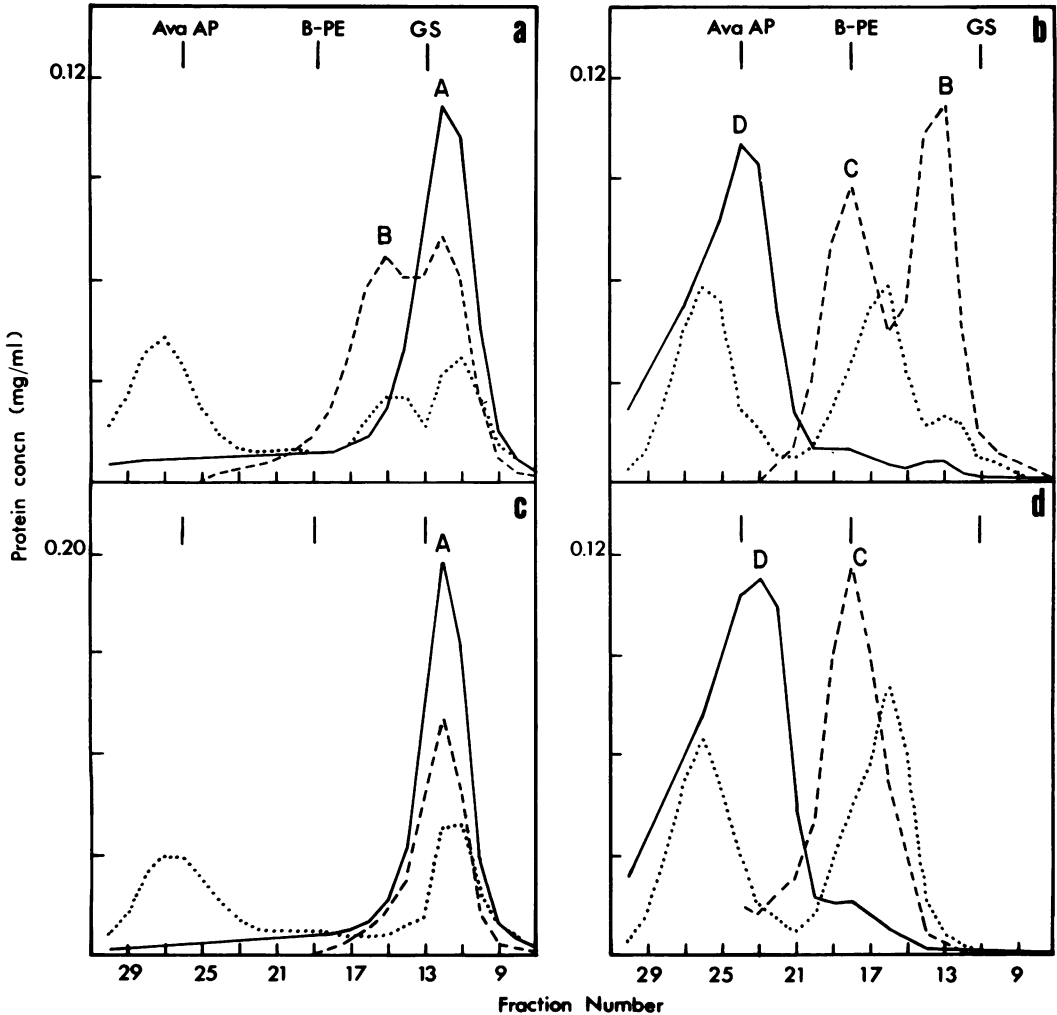 Ava AP B-PE GS a
Ava AP B-PE GS b
0.12
0.12
A
B
D
C
B
c
d
0.20
0.12
A
D
C
29 25 21 17 13 9
29 25 21 17 13 9
Protein concn (mg/ml)
Fraction Number